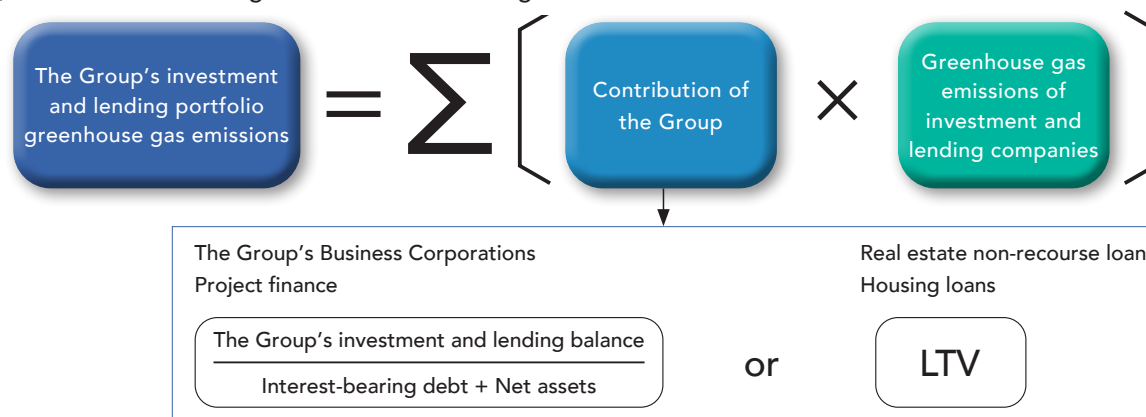 The Group's investment
and lending portfolio
greenhouse gas emissions
=
∑
(
Contribution of
the Group
×
Greenhouse gas
emissions of
investment and
lending companies
)
The Group's Business Corporations
Project finance
The Group's investment and lending balance
Interest-bearing debt + Net assets
or
Real estate non-recourse loan
Housing loans
LTV